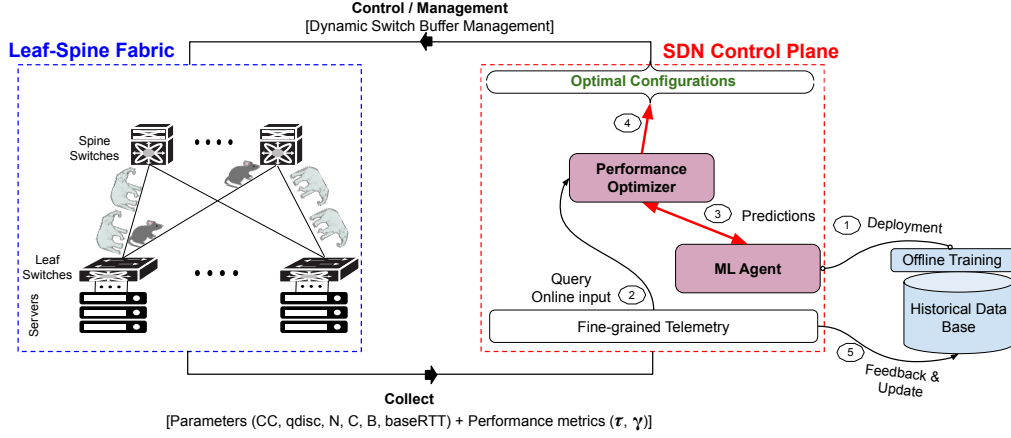 Control / Management
[Dynamic Switch Buffer Management]
Leaf-Spine Fabric
SDN Control Plane
Optimal Configurations
Spine
Switches
4
Performance
Optimizer
3
Predictions
1
Deployment
Leaf
Switches
ML Agent
Offline Training
Servers
Query
Online input
2
Historical Data
Base
Fine-grained Telemetry
5
Feedback &
Update
Collect
[Parameters (CC, qdisc, N, C, B, baseRTT) + Performance metrics (τ, γ)]